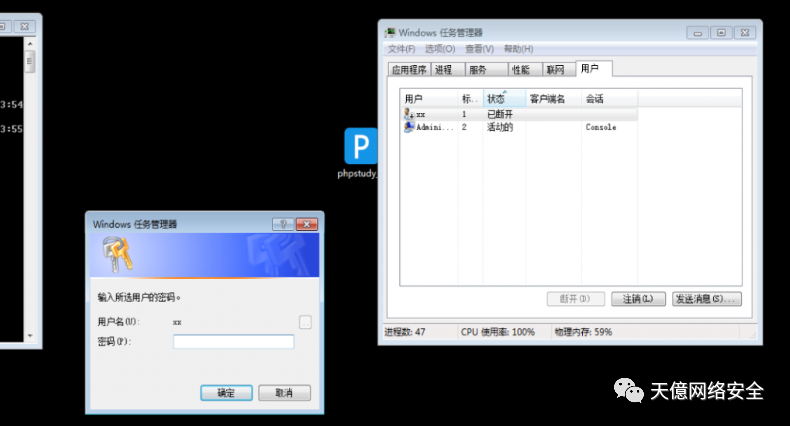 3:54
3:55
phpstudy_
Windows 任务管理器
文件(F) 选项(O) 查看(V) 帮助(H)
应用程序 进程 服务 性能 联网 用户
用户 标.. 状态 客户端名 会话
xx 1 已断开
Admini... 2 活动的 Console
断开(D) 注销(L) 发送消息(S)...
进程数: 47 CPU 使用率: 100% 物理内存: 59%
Windows 任务管理器
输入所选用户的密码。
用户名(U): xx
密码(P):
确定 取消
天億网络安全